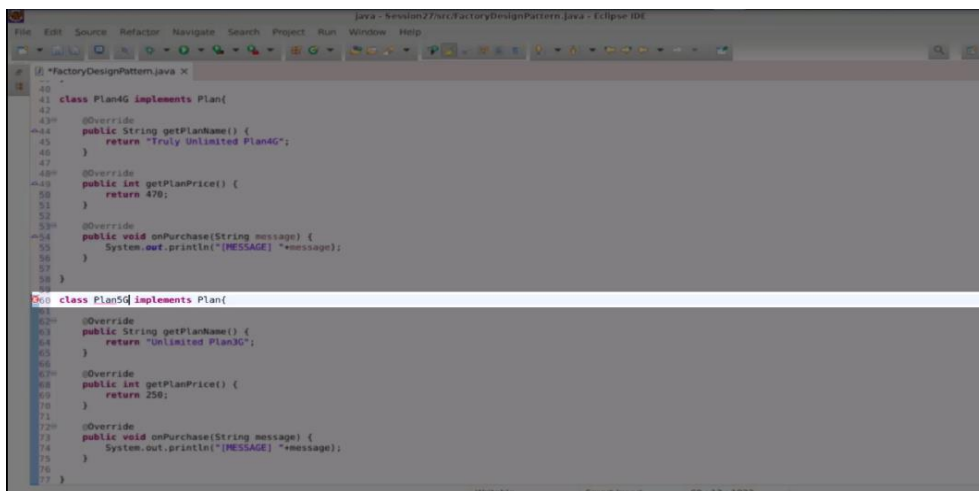 java - Session27/src/FactoryDesignPattern.java - Eclipse IDE
File Edit Source Refactor Navigate Search Project Run Window Help
*FactoryDesignPattern.java
40
41 class Plan4G implements Plan{
42
43 @Override
44 public String getPlanName() {
45 return "Truly Unlimited Plan4G";
46 }
47
48 @Override
49 public int getPlanPrice() {
50 return 470;
51 }
52
53 @Override
54 public void onPurchase(String message) {
55 System.out.println("[MESSAGE] "+message);
56 }
57
58 }
59
60 class Plan5G implements Plan{
61
62 @Override
63 public String getPlanName() {
64 return "Unlimited Plan3G";
65 }
66
67 @Override
68 public int getPlanPrice() {
69 return 250;
70 }
71
72 @Override
73 public void onPurchase(String message) {
74 System.out.println("[MESSAGE] "+message);
75 }
76
77 }